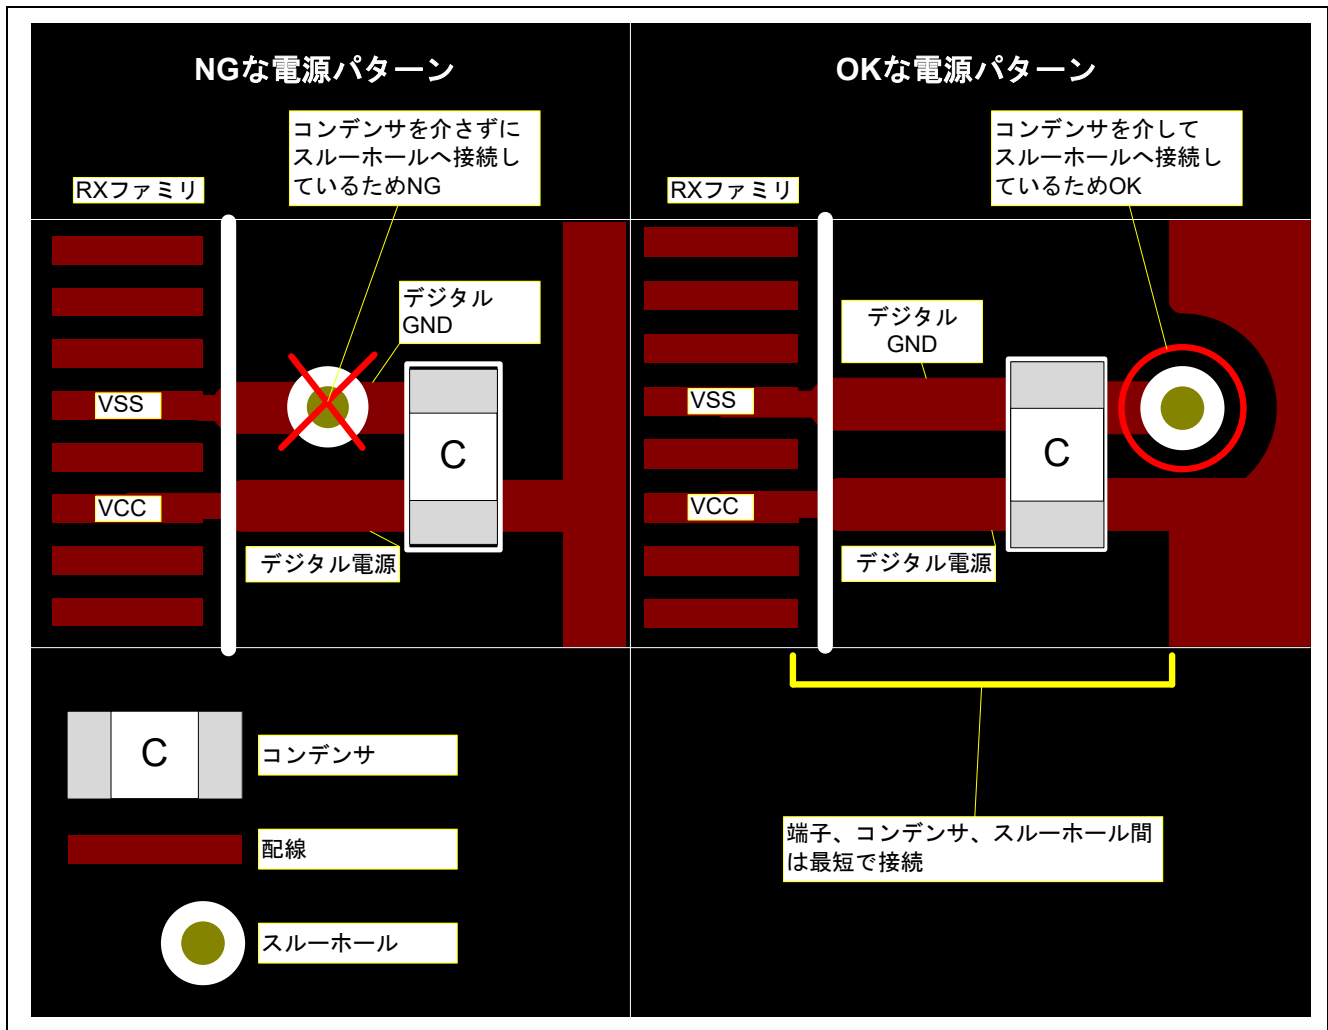 NGな電源パターン
コンデンサを介さずに
スルーホールへ接続し
ているためNG
RXファミリ
デジタル
GND
VSS
C
VCC
デジタル電源
OKな電源パターン
コンデンサを介して
スルーホールへ接続し
ているためOK
RXファミリ
デジタル
GND
VSS
C
VCC
デジタル電源
C
コンデンサ
配線
スルーホール
端子、コンデンサ、スルーホール間
は最短で接続